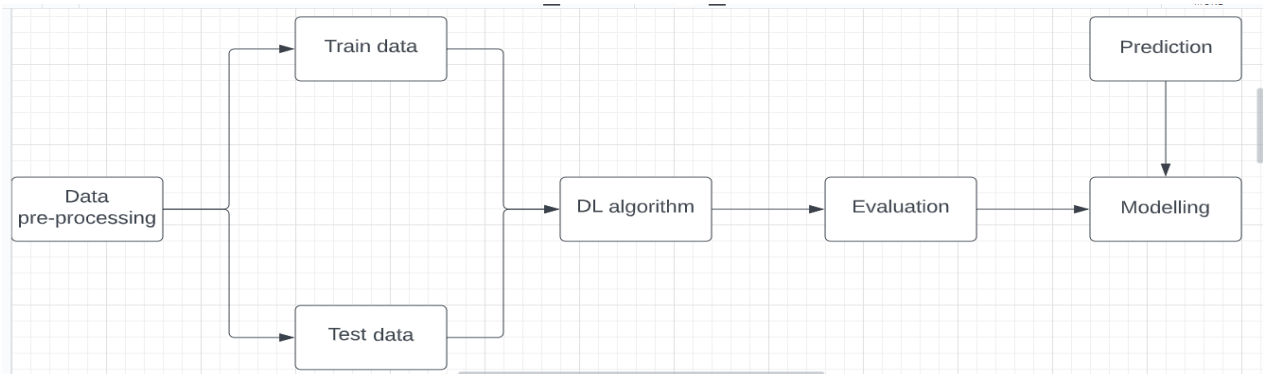 Train data
Prediction
Data
pre-processing
DL algorithm
Evaluation
Modelling
Test data